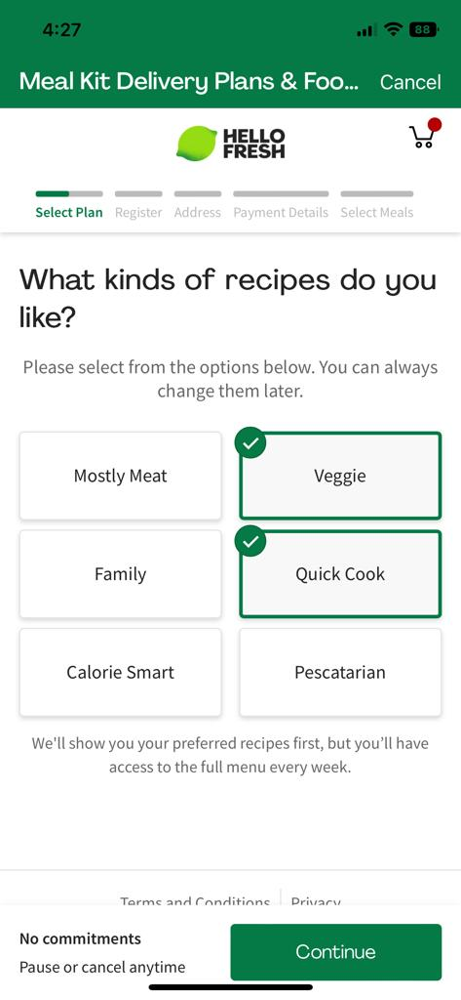 4:27
88
Meal Kit Delivery Plans & Foo... Cancel
HELLO
FRESH
Select Plan Register Address Payment Details Select Meals
What kinds of recipes do you
like?
Please select from the options below. You can always
change them later.
Mostly Meat Veggie
Family Quick Cook
Calorie Smart Pescatarian
We'll show you your preferred recipes first, but you’ll have
access to the full menu every week.
Terms and Conditions Privacy
No commitments
Pause or cancel anytime
Continue